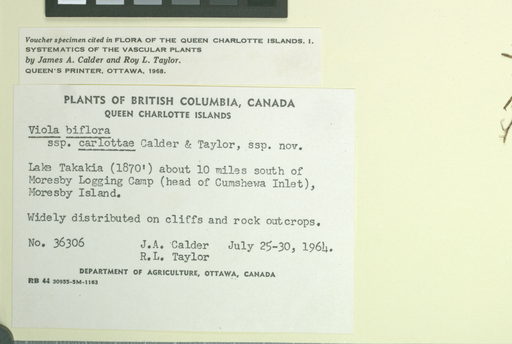 Voucher specimen cited in FLORA OF THE QUEEN CHARLOTTE ISLANDS. I.
SYSTEMATICS OF THE VASCULAR PLANTS
by James A. Calder and Roy L. Taylor.
QUEEN'S PRINTER, OTTAWA, 1968.
PLANTS OF BRITISH COLUMBIA, CANADA
QUEEN CHARLOTTE ISLANDS
Viola biflora
ssp. carlottae Calder & Taylor, ssp. nov.
Lake Takakia (1870') about 10 miles south of
Moresby Logging Camp (head of Cumshewa Inlet),
Moresby Island.
Widely distributed on cliffs and rock outcrops.
No. 36306 J.A. Calder July 25-30, 1964.
R.L. Taylor
DEPARTMENT OF AGRICULTURE, OTTAWA, CANADA
RB 44 30935-5M-1163